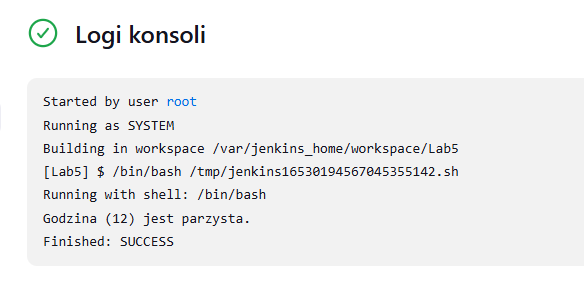 Logi konsoli
Started by user root
Running as SYSTEM
Building in workspace /var/jenkins_home/workspace/Lab5
[Lab5] $ /bin/bash /tmp/jenkins16530194567045355142.sh
Running with shell: /bin/bash
Godzina (12) jest parzysta.
Finished: SUCCESS